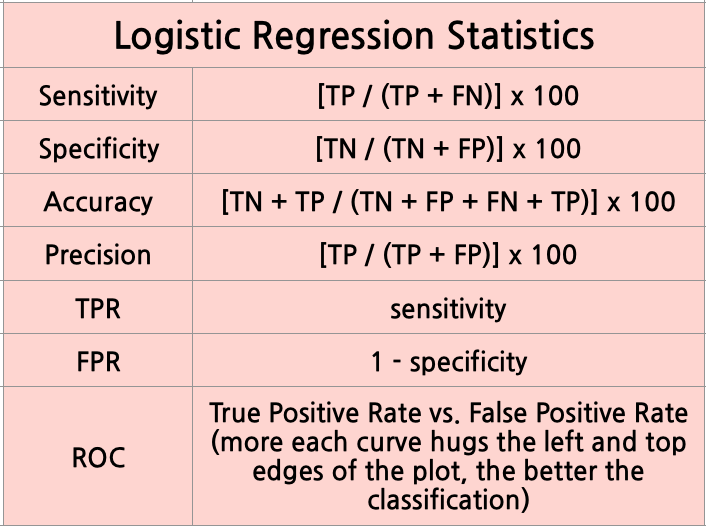 Logistic Regression Statistics
Sensitivity [TP / (TP + FN)] x 100
Specificity [TN / (TN + FP)] x 100
Accuracy [TN + TP / (TN + FP + FN + TP)] x 100
Precision [TP / (TP + FP)] x 100
TPR sensitivity
FPR 1 - specificity
ROC
True Positive Rate vs. False Positive Rate
(more each curve hugs the left and top
edges of the plot, the better the
classification)